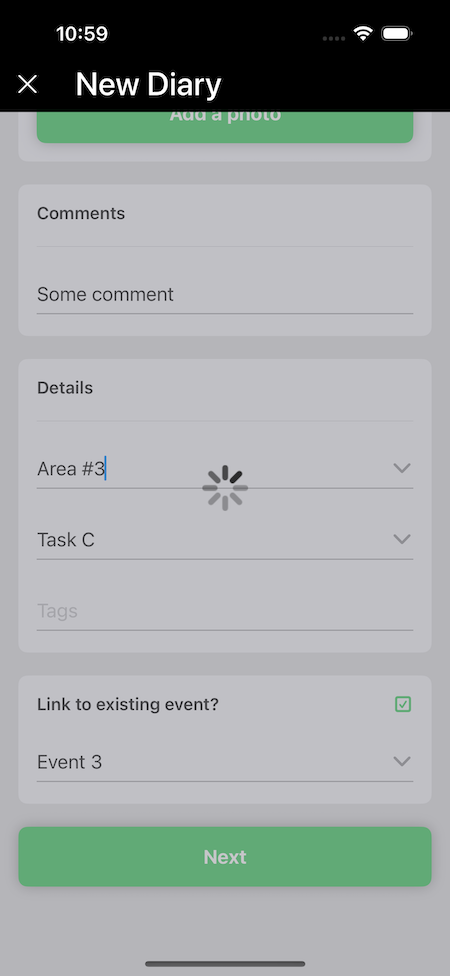 10:59
New Diary
Add a photo
Comments
Some comment
Details
Area #3
Task C
Tags
Link to existing event?
Event 3
Next